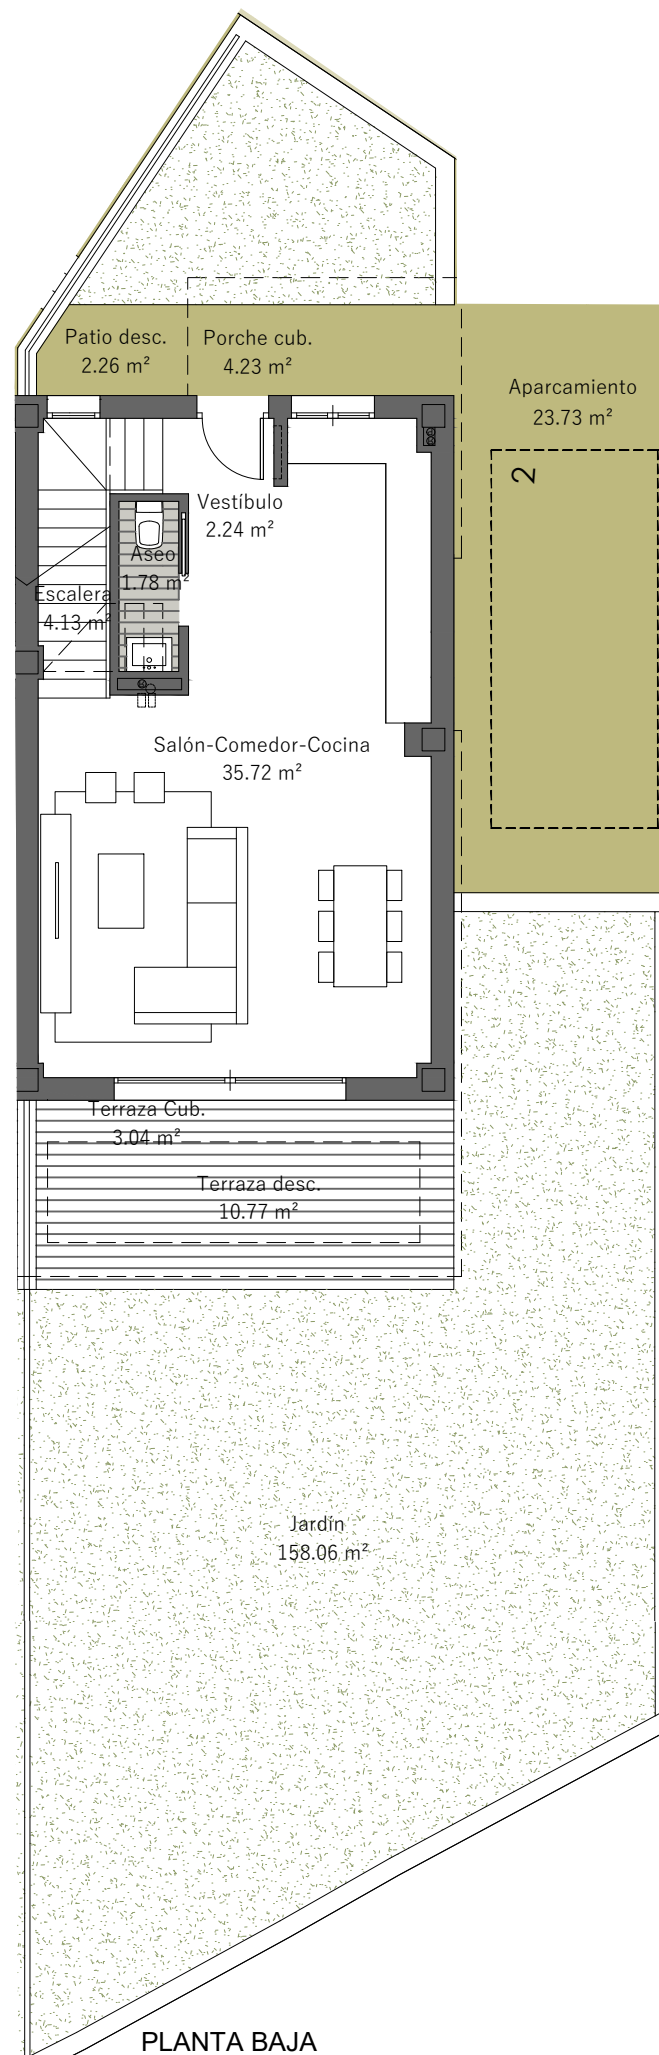 Patio desc.
2.26 m²
Porche cub.
4.23 m²
Aparcamiento
23.73 m²
2
Vestíbulo
2.24 m²
Aseo
1.78 m²
Escalera
4.13 m²
Salón-Comedor-Cocina
35.72 m²
Terraza Cub.
3.04 m²
Terraza desc.
10.77 m²
Jardín
158.06 m²
PLANTA BAJA